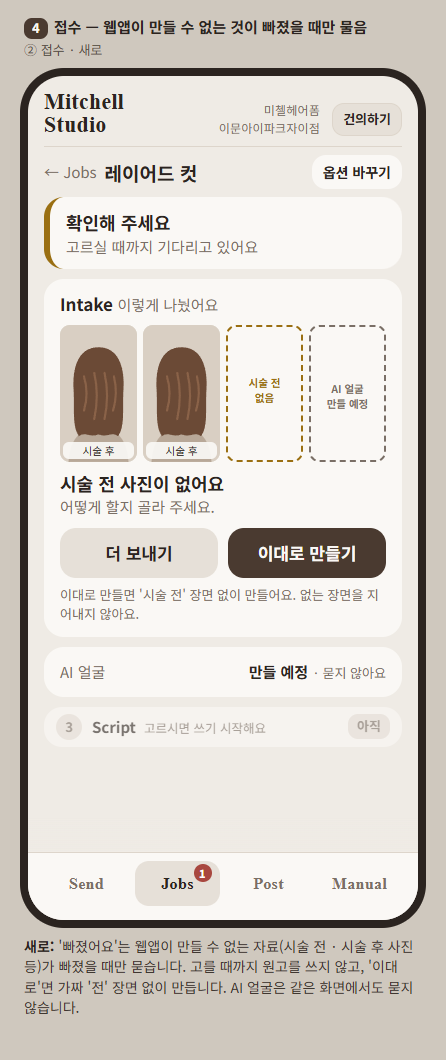 4 접수 — 웹앱이 만들 수 없는 것이 빠졌을 때만 물음
② 접수 · 새로
Mitchell
Studio
미첼헤어폼
이문아이파크자이점
건의하기
← Jobs 레이어드 컷
옵션 바꾸기
확인해 주세요
고르실 때까지 기다리고 있어요
Intake 이렇게 나눴어요
시술 후
시술 후
시술 전
없음
AI 얼굴
만들 예정
시술 전 사진이 없어요
어떻게 할지 골라 주세요.
더 보내기
이대로 만들기
이대로 만들면 '시술 전' 장면 없이 만들어요. 없는 장면을 지
어내지 않아요.
AI 얼굴
만들 예정 · 묻지 않아요
3 Script 고르시면 쓰기 시작해요
아직
Send
Jobs
1
Post
Manual
새로: '빠졌어요'는 웹앱이 만들 수 없는 자료(시술 전 · 시술 후 사진
등)가 빠졌을 때만 묻습니다. 고를 때까지 원고를 쓰지 않고, '이대
로'면 가짜 '전' 장면 없이 만듭니다. AI 얼굴은 같은 화면에서도 묻지
않습니다.